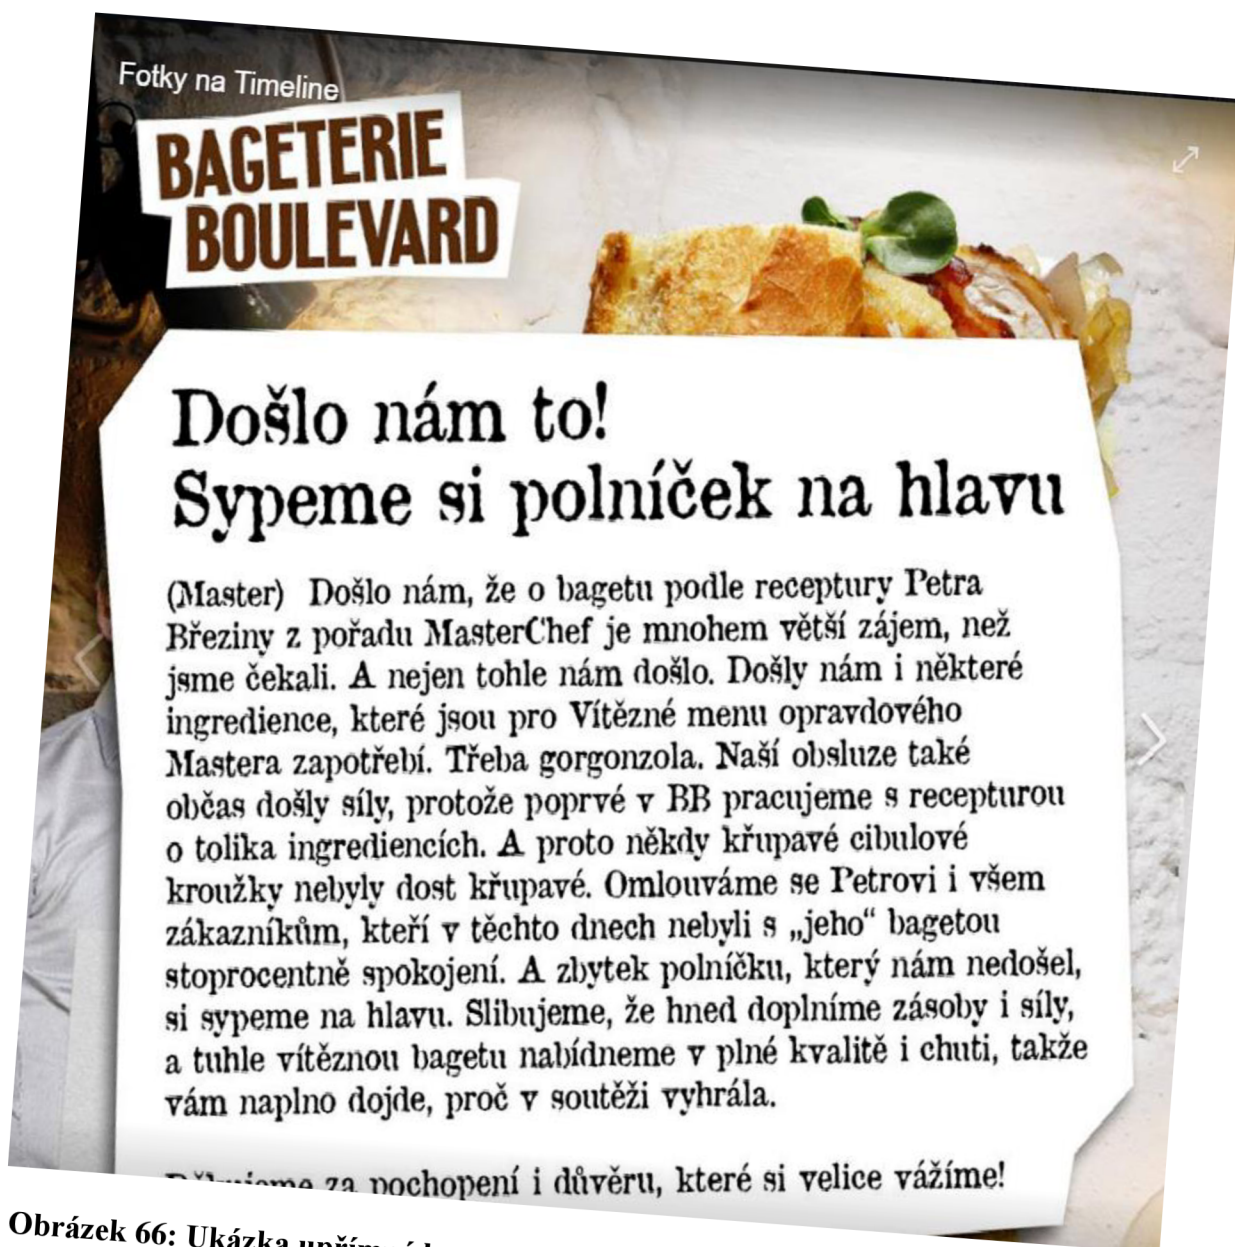 Fotky na Timeline
BAGETERIE
BOULEVARD
Došlo nám to!
Sypeme si polníček na hlavu
(Master) Došlo nám, že o bagetu podle receptury Petra
Březiny z pořadu MasterChef je mnohem větší zájem, než
jsme čekali. A nejen tohle nám došlo. Došly nám i některé
ingredience, které jsou pro Vítězné menu opravdového
Mastera zapotřebí. Třeba gorgonzola. Naší obsluze také
občas došly síly, protože poprvé v BB pracujeme s recepturou
o tolika ingrediencích. A proto někdy křupavé cibulové
kroužky nebyly dost křupavé. Omlouváme se Petrovi i všem
zákazníkům, kteří v těchto dnech nebyli s „jeho“ bagetou
stoprocentně spokojení. A zbytek polníčku, který nám nedošel,
si sypeme na hlavu. Slibujeme, že hned doplníme zásoby i síly,
a tuhle vítěznou bagetu nabídneme v plné kvalitě i chuti, takže
vám naplno dojde, proč v soutěži vyhrála.
za pochopení i důvěru, které si velice vážíme!
Obrázek 66: Ukázka